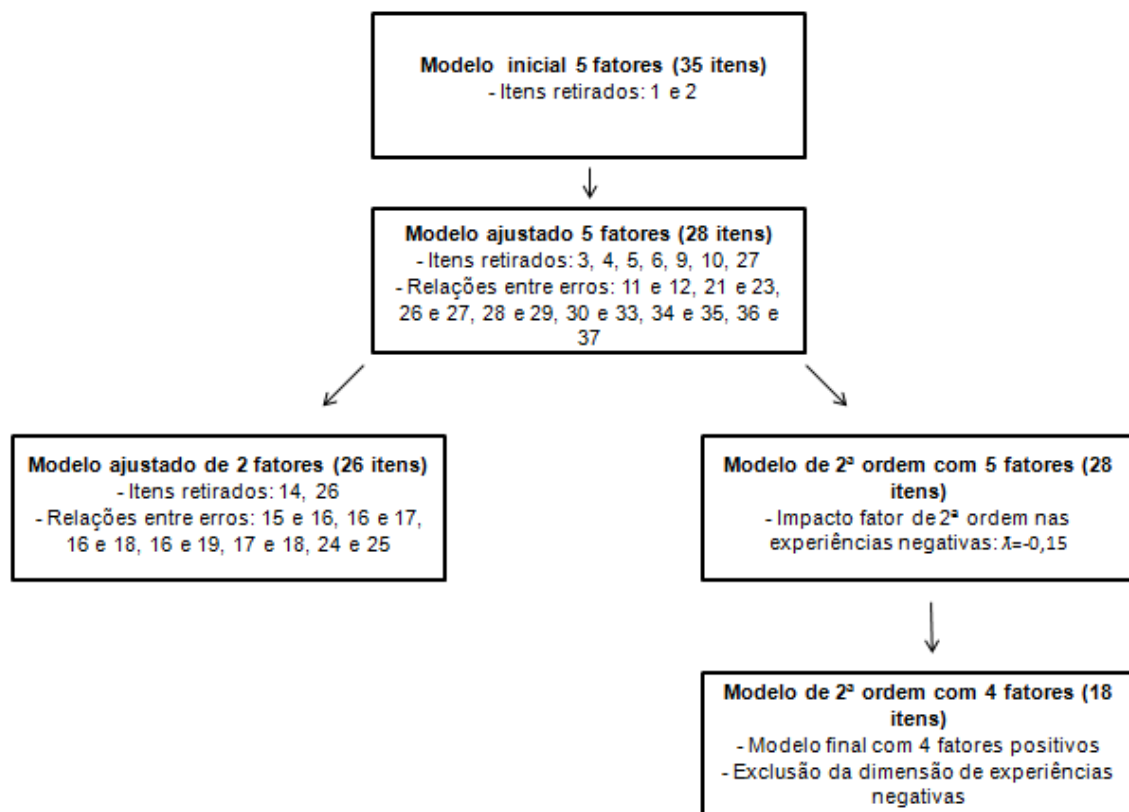 Modelo inicial 5 fatores (35 itens)
- Itens retirados: 1 e 2
Modelo ajustado 5 fatores (28 itens)
- Itens retirados: 3, 4, 5, 6, 9, 10, 27
- Relações entre erros: 11 e 12, 21 e 23,
26 e 27, 28 e 29, 30 e 33, 34 e 35, 36 e
37
Modelo ajustado de 2 fatores (26 itens)
- Itens retirados: 14, 26
- Relações entre erros: 15 e 16, 16 e 17,
16 e 18, 16 e 19, 17 e 18, 24 e 25
Modelo de 2ª ordem com 5 fatores (28
itens)
- Impacto fator de 2ª ordem nas
experiências negativas: ƛ=-0,15
Modelo de 2ª ordem com 4 fatores (18
itens)
- Modelo final com 4 fatores positivos
- Exclusão da dimensão de experiências
negativas